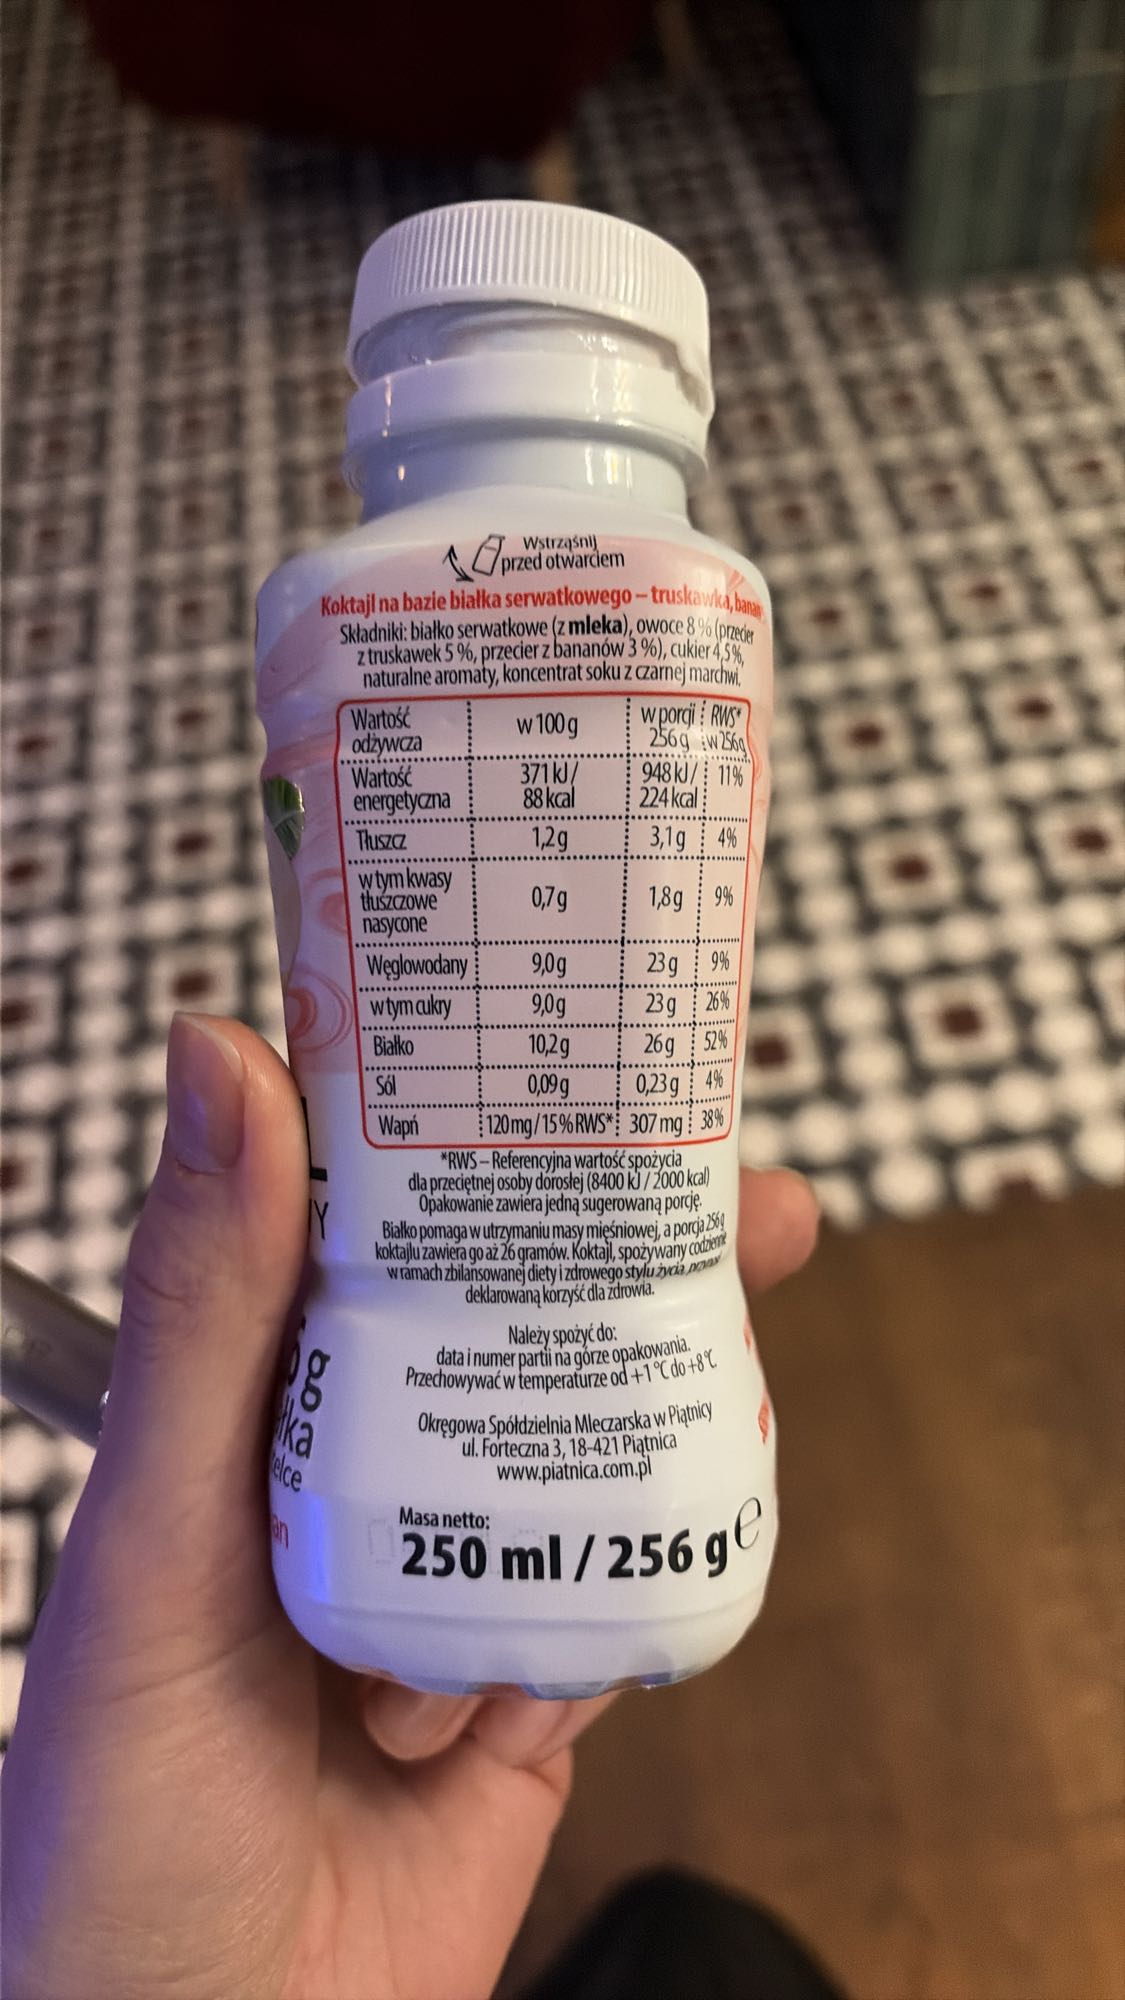 Wstrząśnij
przed otwarciem
Koktajl na bazie białka serwatkowego – truskawka, banan
Składniki: białko serwatkowe (z mleka), owoce 8 % (przecier
z truskawek 5 %, przecier z bananów 3 %), cukier 4,5 %,
naturalne aromaty, koncentrat soku z czarnej marchwi.
Wartość odżywcza w 100 g w porcji 256 g RWS* w 256g
Wartość energetyczna 371 kJ/ 88 kcal 948 kJ/ 224 kcal 11%
Tłuszcz 1,2 g 3,1 g 4%
w tym kwasy tłuszczowe nasycone 0,7 g 1,8 g 9%
Węglowodany 9,0 g 23 g 9%
w tym cukry 9,0 g 23 g 26%
Białko 10,2 g 26 g 52%
Sól 0,09 g 0,23 g 4%
Wapń 120 mg/15 % RWS* 307 mg 38%
*RWS – Referencyjna wartość spożycia
dla przeciętnej osoby dorosłej (8400 kJ / 2000 kcal)
Opakowanie zawiera jedną sugerowaną porcję.
Białko pomaga w utrzymaniu masy mięśniowej, a porcja 256 g
koktajlu zawiera go aż 26 gramów. Koktajl, spożywany codziennie
w ramach zbilansowanej diety i zdrowego stylu życia, przynosi
deklarowaną korzyść dla zdrowia.
Należy spożyć do:
data i numer partii na górze opakowania.
Przechowywać w temperaturze od +1 °C do +8 °C
Okręgowa Spółdzielnia Mleczarska w Piątnicy
ul. Forteczna 3, 18-421 Piątnica
www.piatnica.com.pl
Masa netto:
250 ml / 256 g e